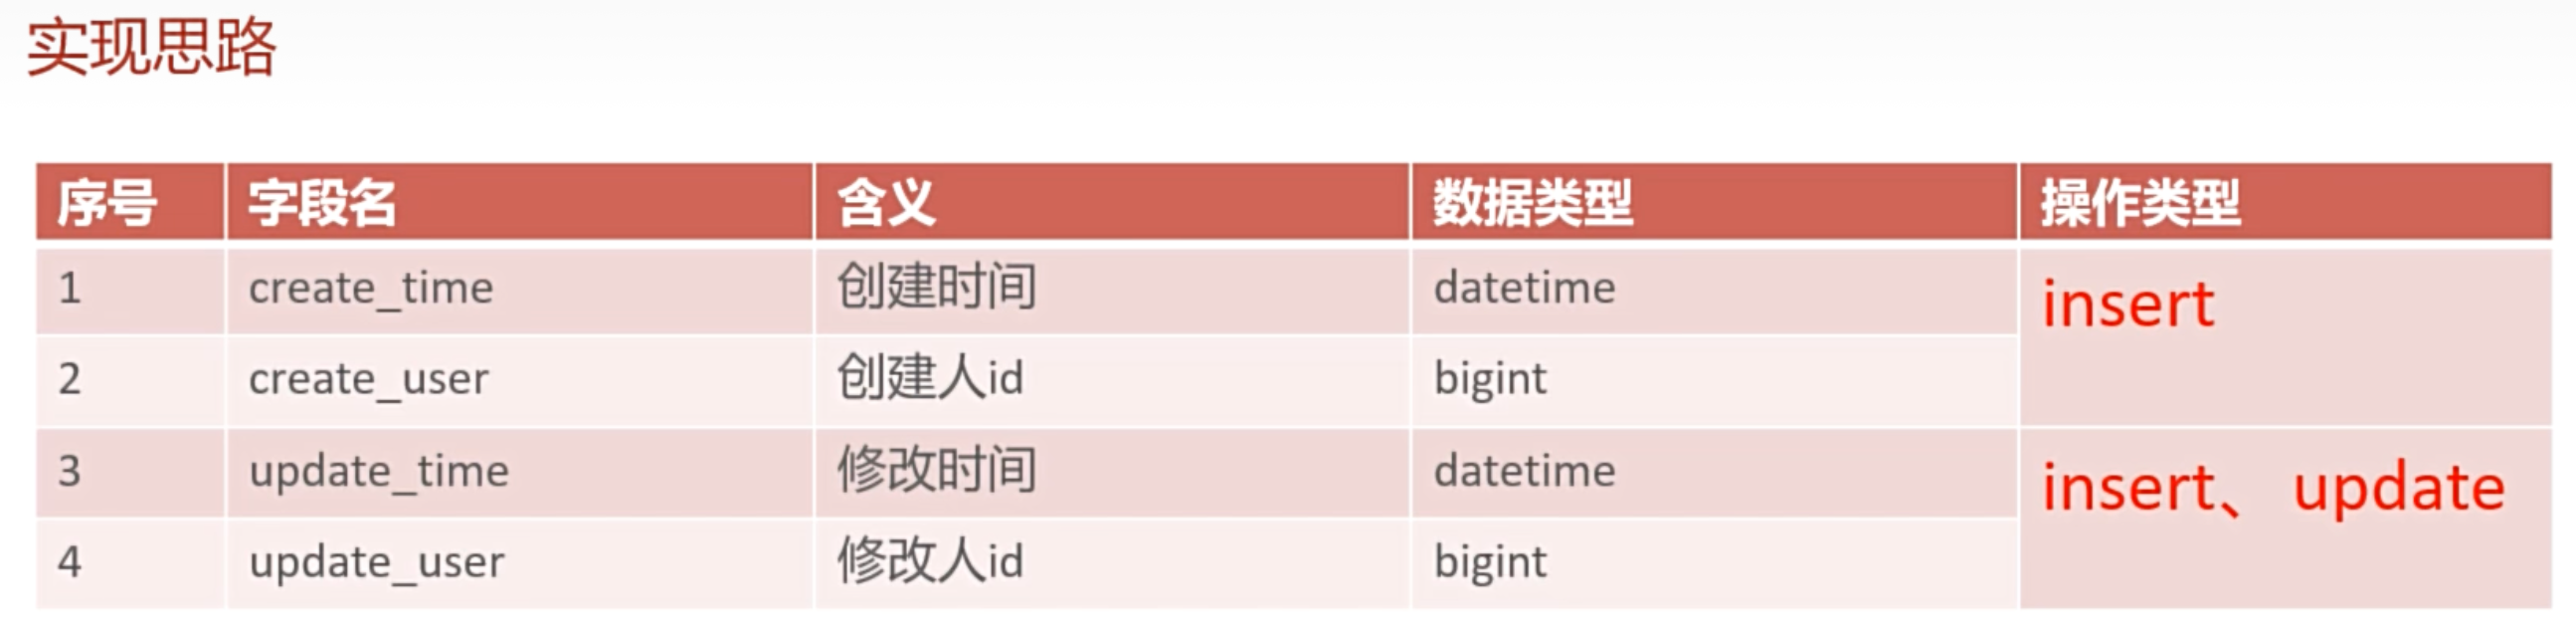 实现思路
序号 字段名 含义 数据类型 操作类型
1 create_time 创建时间 datetime insert
2 create_user 创建人id bigint
3 update_time 修改时间 datetime insert、update
4 update_user 修改人id bigint